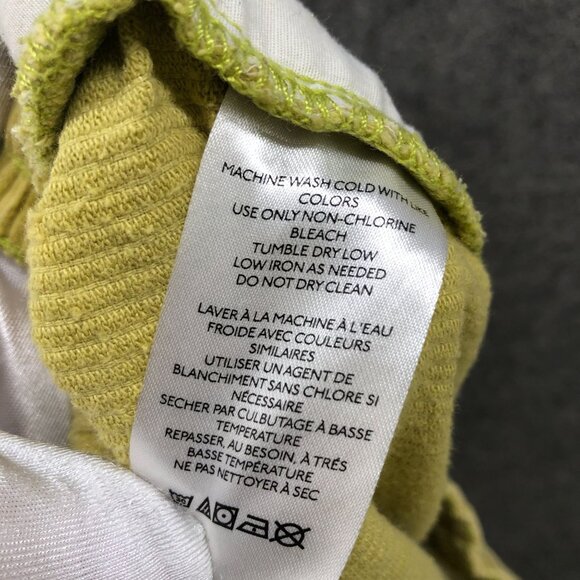 MACHINE WASH COLD WITH LIKE
COLORS
USE ONLY NON-CHLORINE
BLEACH
TUMBLE DRY LOW
LOW IRON AS NEEDED
DO NOT DRY CLEAN
LAVER À LA MACHINE À L'EAU
FROIDE AVEC COULEURS
SIMILAIRES
UTILISER UN AGENT DE
BLANCHIMENT SANS CHLORE SI
NÉCESSAIRE
SECHER PAR CULBUTAGE À BASSE
TEMPERATURE
REPASSER, AU BESOIN, À TRÉS
BASSE TEMPÉRATURE
NE PAS NETTOYER À SEC